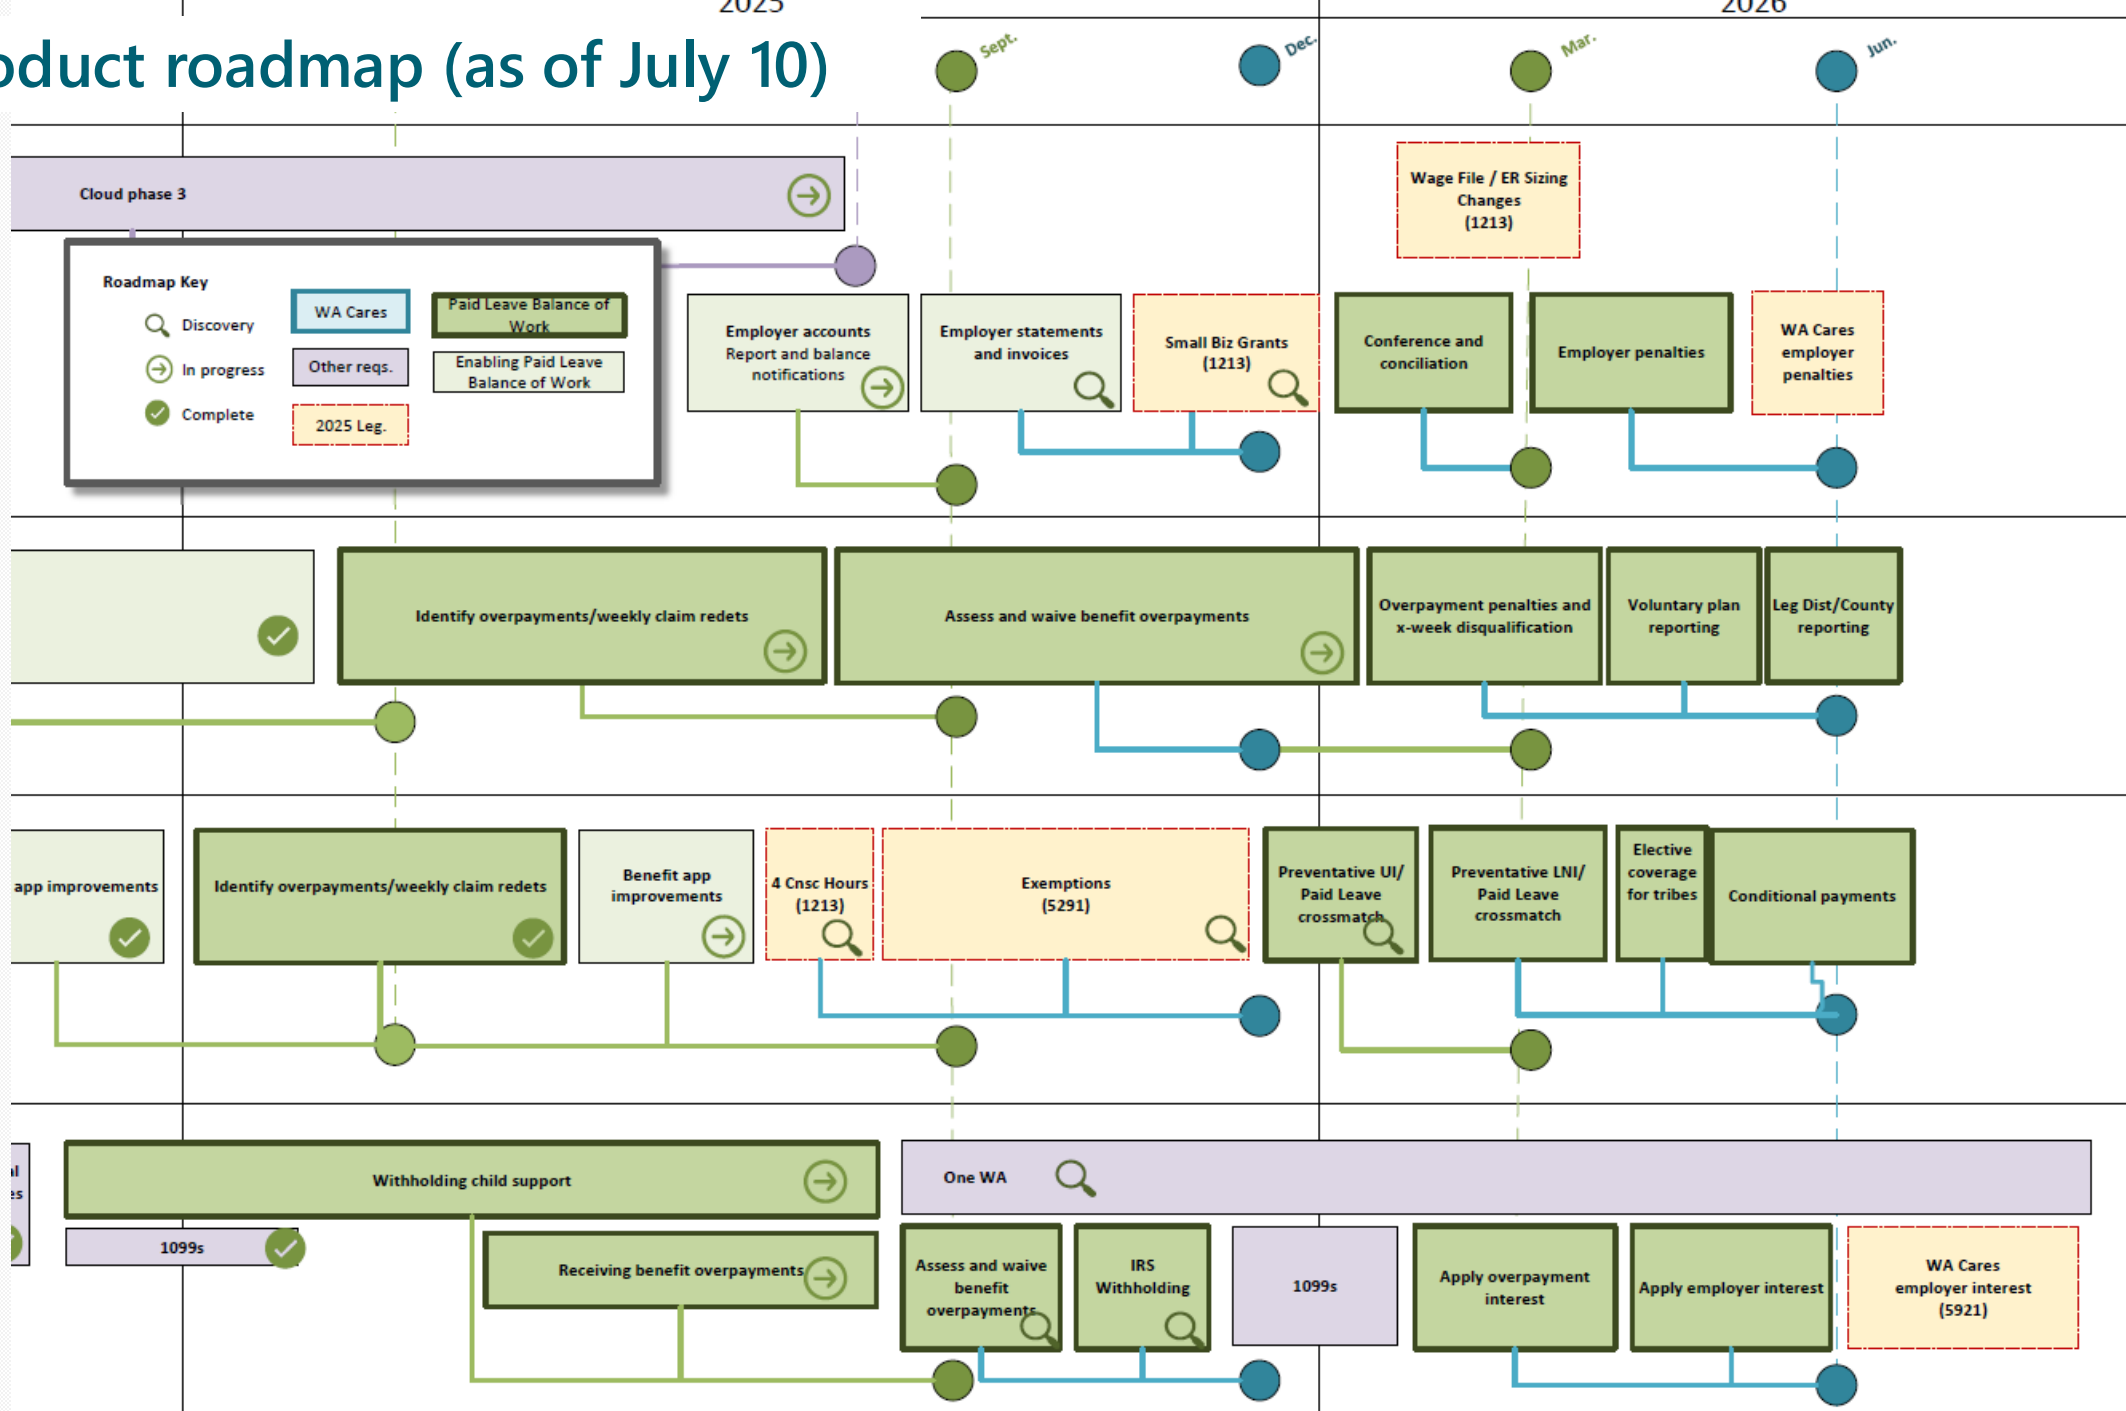 2025
2026
oduct roadmap (as of July 10)
Sept.
Dec.
Mar.
Jun.
Cloud phase 3
Wage File / ER Sizing
Changes
(1213)
Roadmap Key
Discovery
In progress
Complete
WA Cares
Other reqs.
2025 Leg.
Paid Leave Balance of
Work
Enabling Paid Leave
Balance of Work
Employer accounts
Report and balance
notifications
Employer statements
and invoices
Small Biz Grants
(1213)
Conference and
conciliation
Employer penalties
WA Cares
employer
penalties
Identify overpayments/weekly claim redets
Assess and waive benefit overpayments
Overpayment penalties and
x-week disqualification
Voluntary plan
reporting
Leg Dist/County
reporting
app improvements
Identify overpayments/weekly claim redets
Benefit app
improvements
4 Cnsc Hours
(1213)
Exemptions
(5291)
Preventative UI/
Paid Leave
crossmatch
Preventative LNI/
Paid Leave
crossmatch
Elective
coverage
for tribes
Conditional payments
al
es
Withholding child support
One WA
1099s
Receiving benefit overpayments
Assess and waive
benefit
overpayments
IRS
Withholding
1099s
Apply overpayment
interest
Apply employer interest
WA Cares
employer interest
(5921)